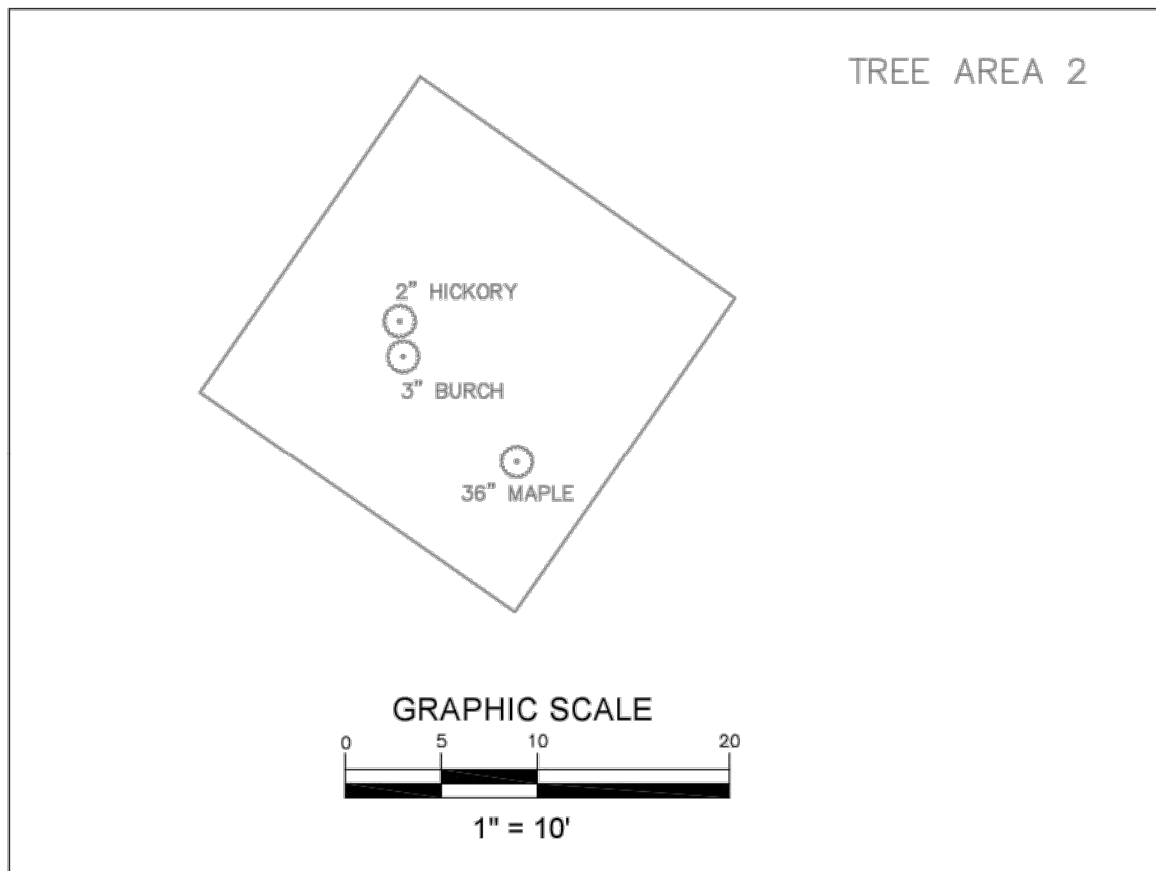 TREE AREA 2
2" HICKORY
3" BURCH
36" MAPLE
GRAPHIC SCALE
0 5 10 20
1" = 10'